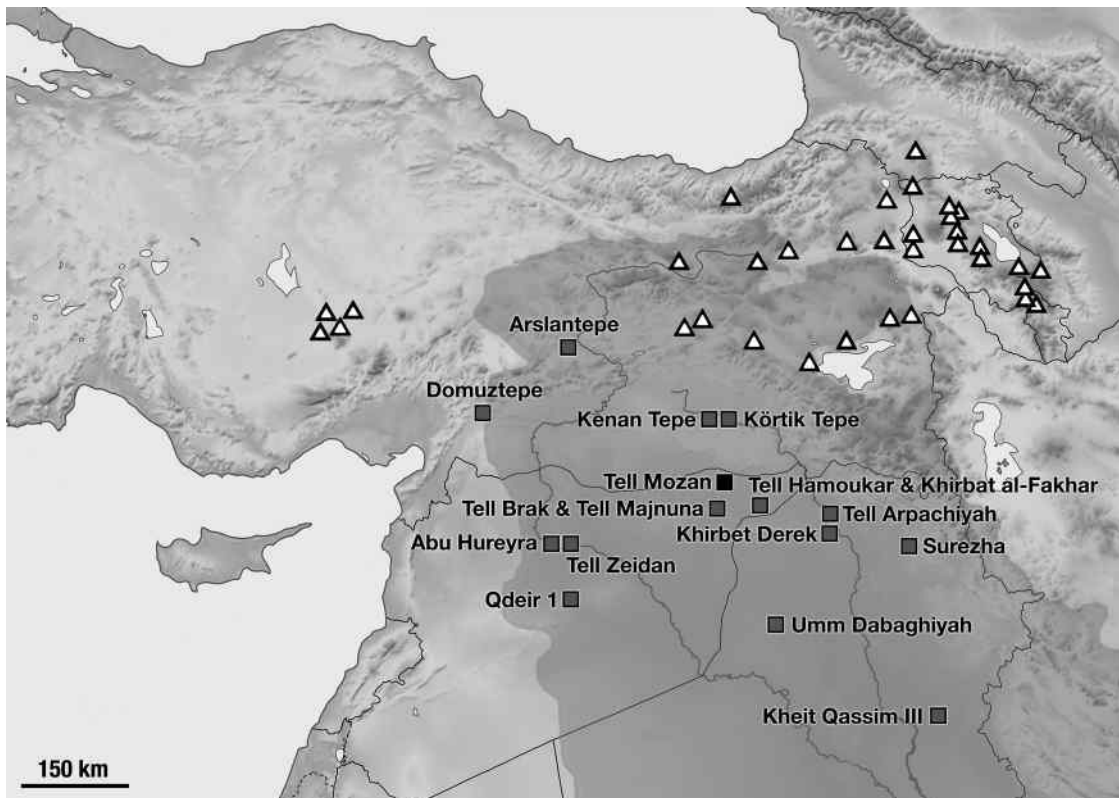 Arslantepe
Domuztepe
Kenan Tepe
Körtik Tepe
Tell Mozan
Tell Hamoukar & Khirbat al-Fakhar
Tell Brak & Tell Majnuna
Tell Arpachiyah
Khirbet Derek
Abu Hureyra
Surezha
Tell Zeidan
Qdeir 1
Umm Dabaghiyah
Kheit Qassim III
150 km